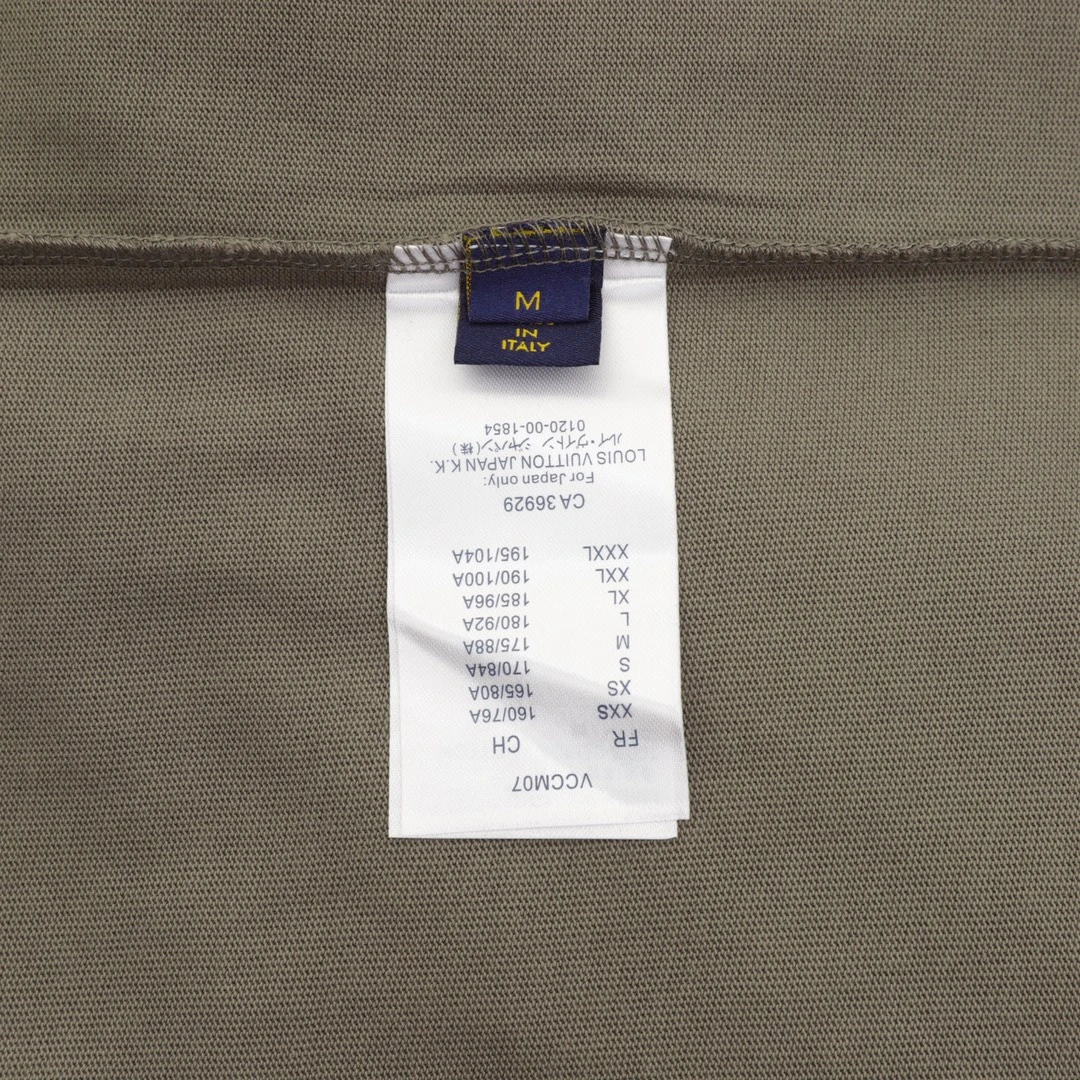 M
IN
ITALY
VCCM07
FR CH
XXS 160/76A
XS 165/80A
S 170/84A
M 175/88A
L 180/92A
XL 185/96A
XXL 190/100A
XXXL 195/104A
CA 36929
For Japan only:
LOUIS VUITTON JAPAN K.K.
ルイ・ヴィトン ジャパン(株)
0120-00-1854